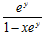 e^y / (1 − xe^y)